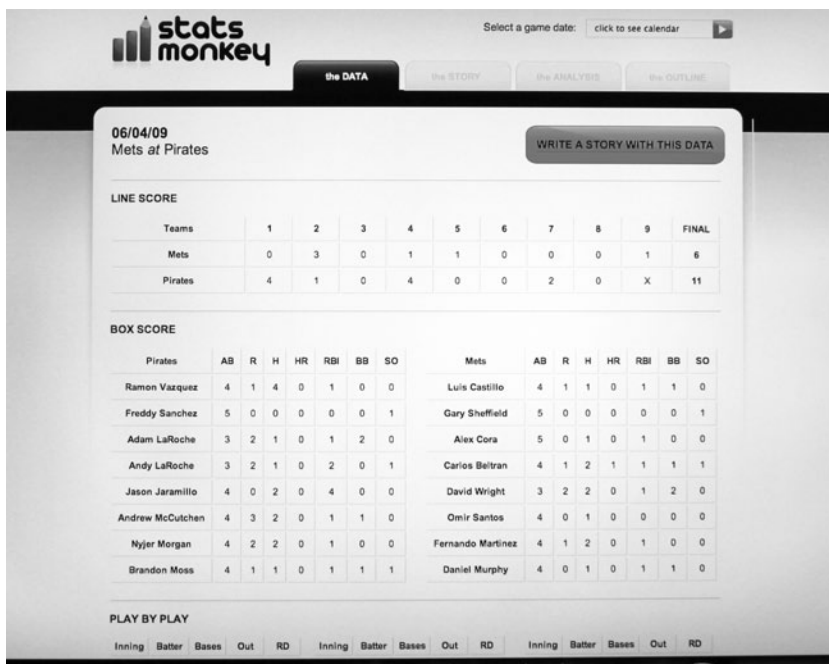 stats
monkey
Select a game date: click to see calendar
the DATA the STORY the ANALYSIS the OUTLINE
06/04/09
Mets at Pirates
WRITE A STORY WITH THIS DATA
LINE SCORE
Teams 1 2 3 4 5 6 7 8 9 FINAL
Mets 0 3 0 1 1 0 0 0 1 6
Pirates 4 1 0 4 0 0 2 0 X 11
BOX SCORE
Pirates AB R H HR RBI BB SO Mets AB R H HR RBI BB SO
Ramon Vazquez 4 1 4 0 1 0 0 Luis Castillo 4 1 1 0 1 1 0
Freddy Sanchez 5 0 0 0 0 0 1 Gary Sheffield 5 0 0 0 0 0 1
Adam LaRoche 3 2 1 0 1 2 0 Alex Cora 5 0 1 0 1 0 0
Andy LaRoche 3 2 1 0 2 0 1 Carlos Beltran 4 1 2 1 1 1 1
Jason Jaramillo 4 0 2 0 4 0 0 David Wright 3 2 2 0 1 2 0
Andrew McCutchen 4 3 2 0 1 1 0 Omir Santos 4 0 1 0 0 0 0
Nyjer Morgan 4 2 2 0 1 0 0 Fernando Martinez 4 1 2 0 1 0 0
Brandon Moss 4 1 1 0 1 1 1 Daniel Murphy 4 0 1 0 1 1 0
PLAY BY PLAY
Inning Batter Bases Out RD Inning Batter Bases Out RD Inning Batter Bases Out RD